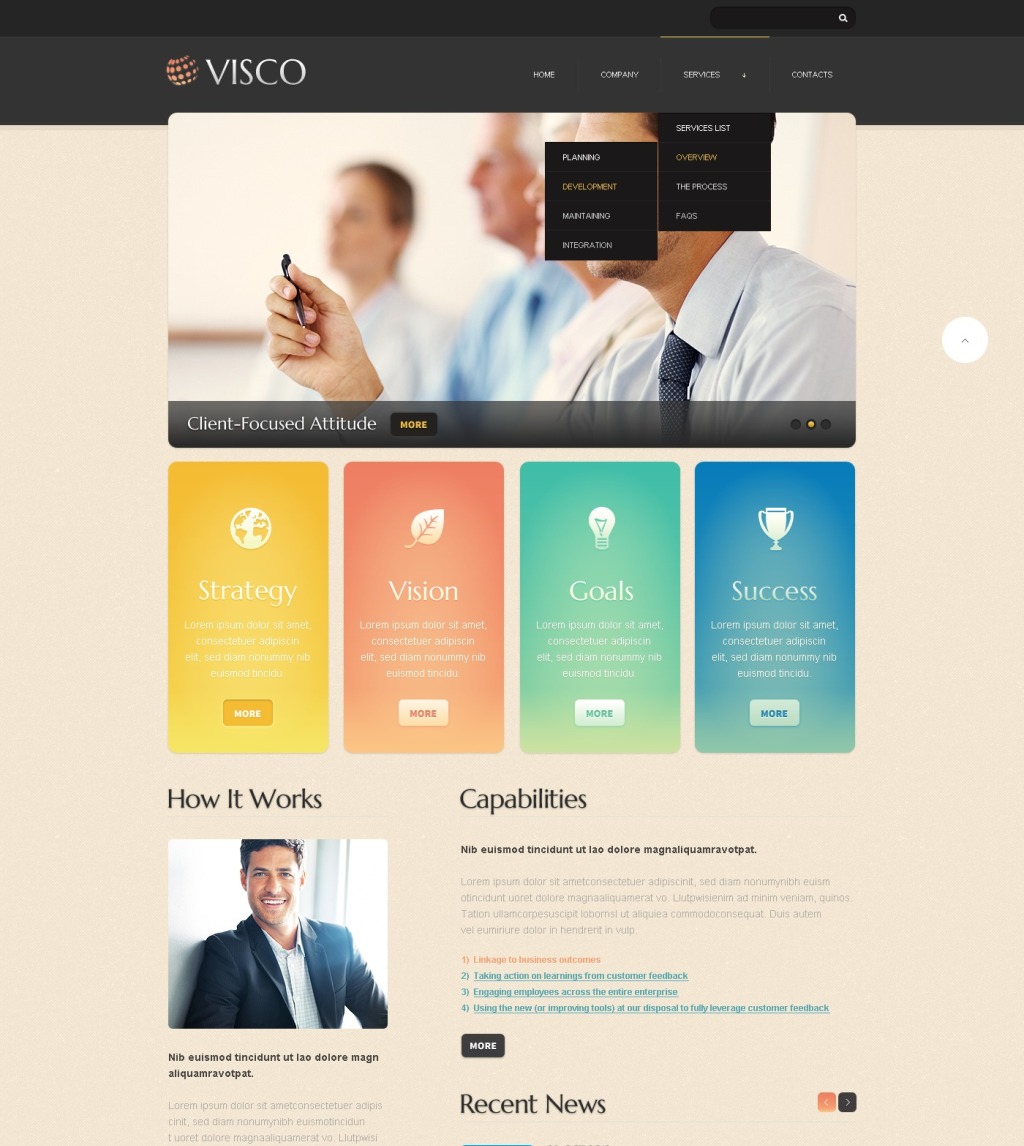 VISCO
HOME
COMPANY
SERVICES
CONTACTS
SERVICES LIST
OVERVIEW
THE PROCESS
FAQS
PLANNING
DEVELOPMENT
MAINTAINING
INTEGRATION
Client-Focused Attitude
MORE
Strategy
Lorem ipsum dolor sit amet,
consectetuer adipiscin
elit, sed diam nonummy nib
euismod tincidu.
MORE
Vision
Lorem ipsum dolor sit amet,
consectetuer adipiscin
elit, sed diam nonummy nib
euismod tincidu.
MORE
Goals
Lorem ipsum dolor sit amet,
consectetuer adipiscin
elit, sed diam nonummy nib
euismod tincidu.
MORE
Success
Lorem ipsum dolor sit amet,
consectetuer adipiscin
elit, sed diam nonummy nib
euismod tincidu.
MORE
How It Works
Nib euismod tincidunt ut lao dolore magn
aliquamravotpat.
Lorem ipsum dolor sit ametconsectetuer adipis
cinit, sed diam nonumynibh euismotincidun
t uoret dolore magnaaliquamerat vo. Llutpwisi
Capabilities
Nib euismod tincidunt ut lao dolore magnaliquamravotpat.
Lorem ipsum dolor sit ametconsectetuer adipiscinit, sed diam nonumynibh euism
otincidunt uoret dolore magnaaliquamerat vo. Llutpwisienim ad minim veniam, quinos.
Tation ullamcorpesuscipit lobornsl ut aliquiea commodoconsequat. Duis autem
vel eumiriure dolor in hendrerit in vulp.
1) Linkage to business outcomes
2) Taking action on learnings from customer feedback
3) Engaging employees across the entire enterprise
4) Using the new (or improving tools) at our disposal to fully leverage customer feedback
MORE
Recent News